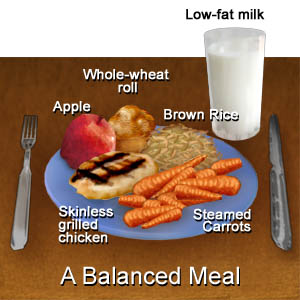 Low-fat milk
Whole-wheat
roll
Apple
Brown Rice
Skinless
grilled
chicken
Steamed
Carrots
A Balanced Meal